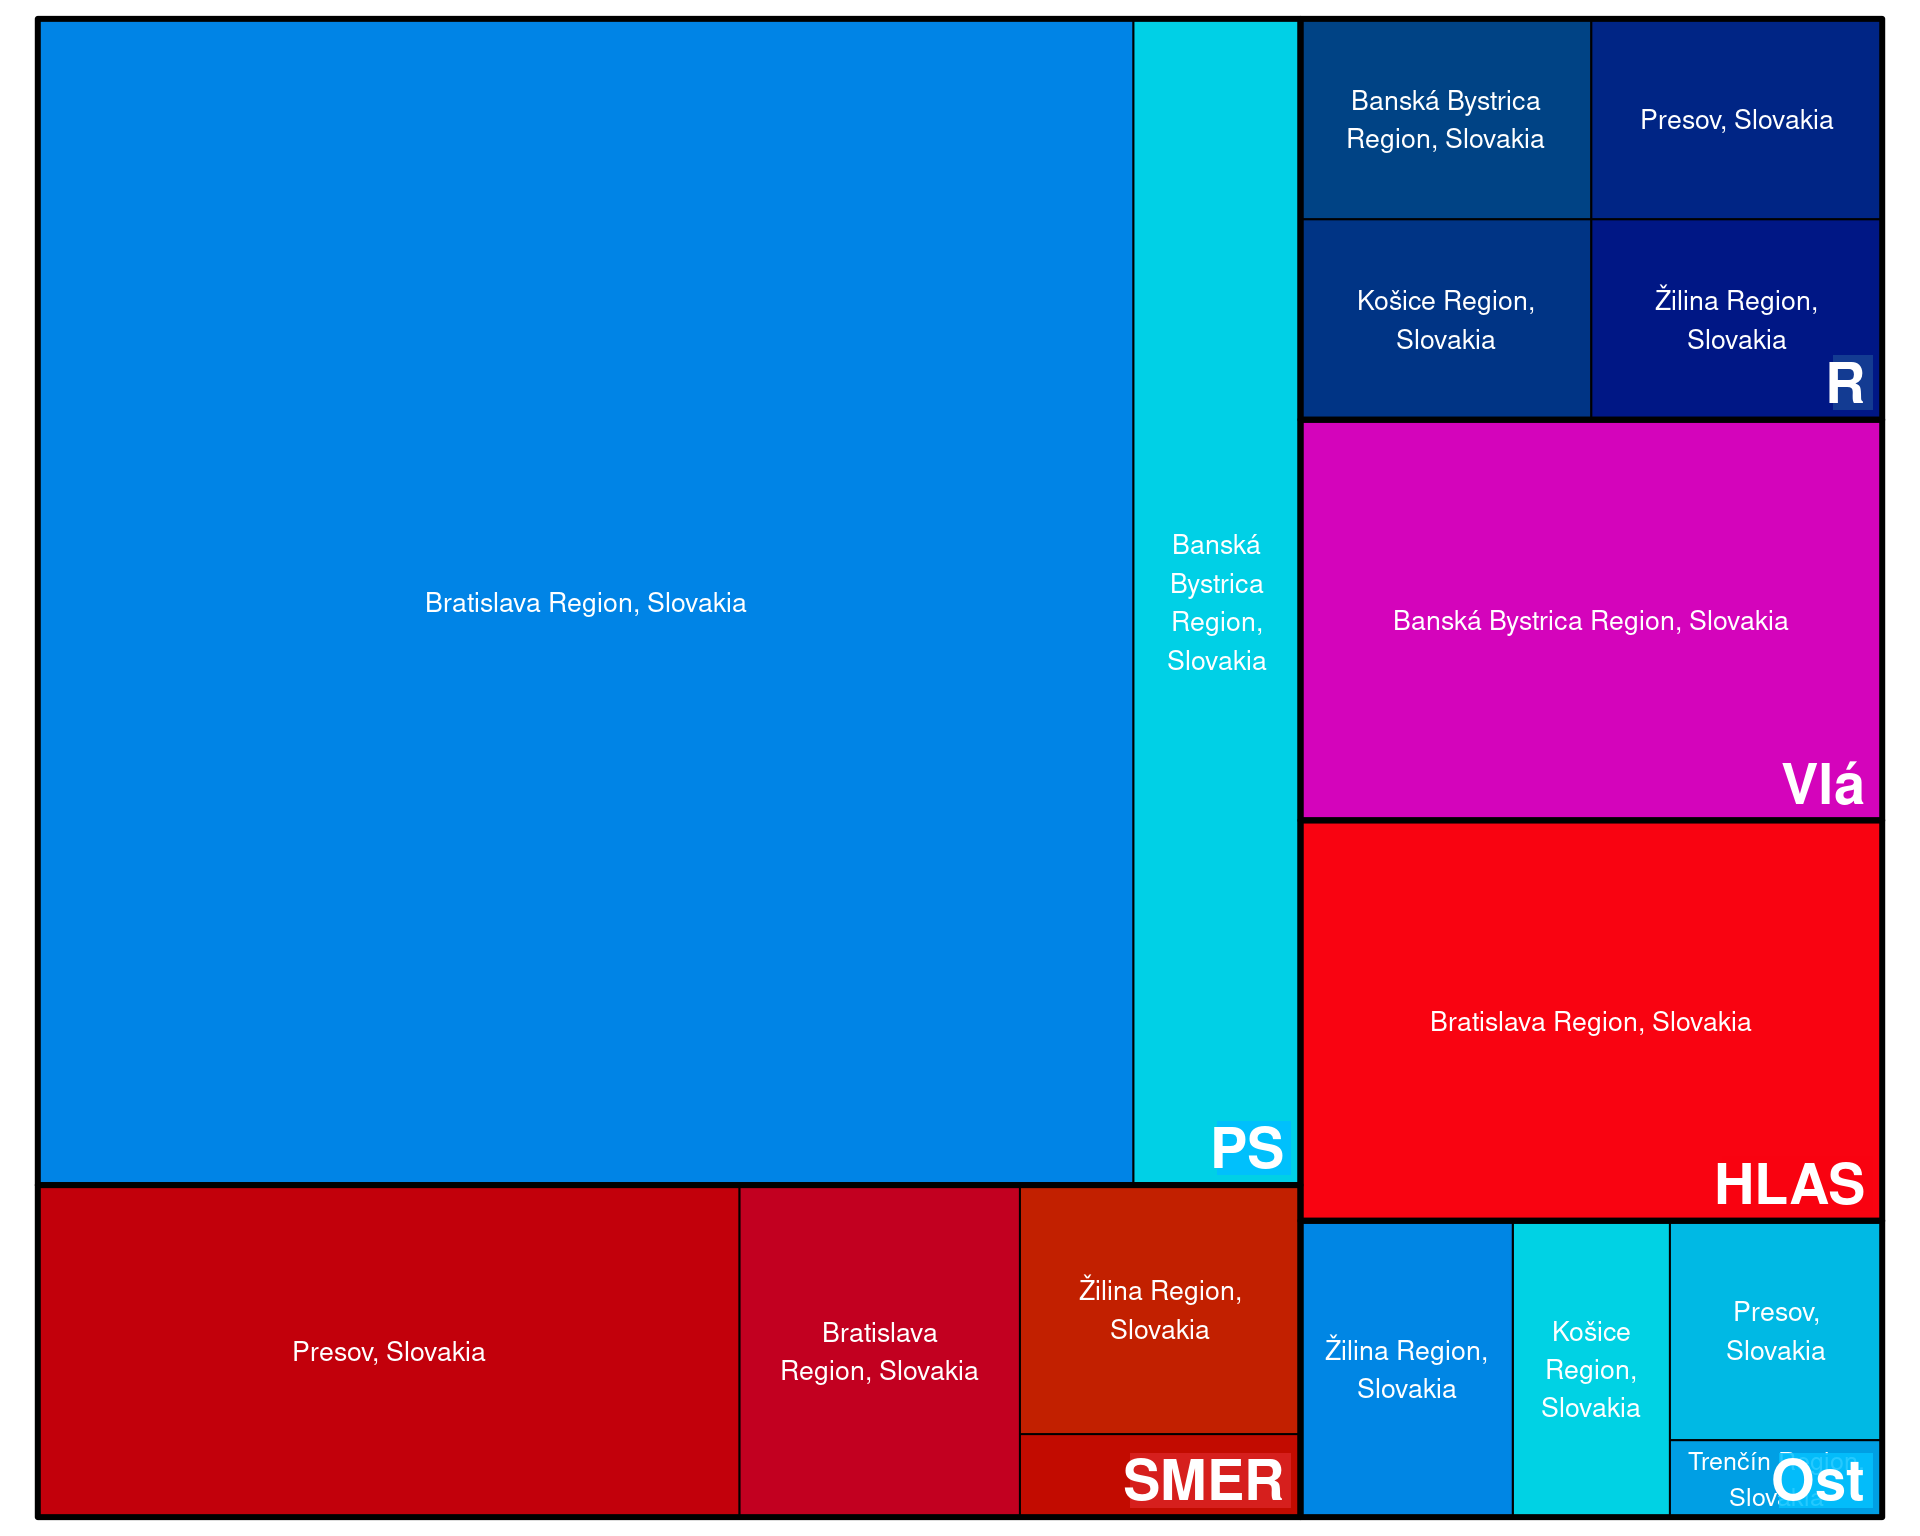 Bratislava Region, Slovakia
Banská
Bystrica
Region,
Slovakia
PS
Presov, Slovakia
Bratislava
Region, Slovakia
Žilina Region,
Slovakia
SMER
Banská Bystrica
Region, Slovakia
Presov, Slovakia
Košice Region,
Slovakia
Žilina Region,
Slovakia
R
Banská Bystrica Region, Slovakia
Vlá
Bratislava Region, Slovakia
HLAS
Žilina Region,
Slovakia
Košice
Region,
Slovakia
Presov,
Slovakia
Trenčín Region,
Slovakia
Ost